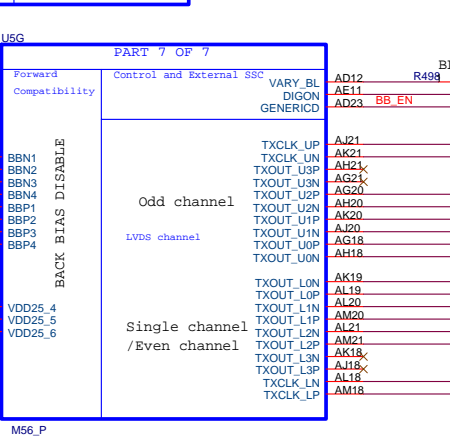 U5G
PART 7 OF 7
Forward
Compatibility
Control and External SSC
VARY_BL
DIGON
GENERICD
AD12
AE11
AD23
R498
BB_EN
BACK BIAS DISABLE
BBN1
BBN2
BBN3
BBN4
BBP1
BBP2
BBP3
BBP4
VDD25_4
VDD25_5
VDD25_6
Odd channel
LVDS channel
Single channel
/Even channel
TXCLK_UP AJ21
TXCLK_UN AK21
TXOUT_U3P AH21
TXOUT_U3N AG21
TXOUT_U2P AG20
TXOUT_U2N AH20
TXOUT_U1P AK20
TXOUT_U1N AJ20
TXOUT_U0P AG18
TXOUT_U0N AH18
TXOUT_L0N AK19
TXOUT_L0P AL19
TXOUT_L1N AL20
TXOUT_L1P AM20
TXOUT_L2N AL21
TXOUT_L2P AM21
TXOUT_L3N AK18
TXOUT_L3P AJ18
TXCLK_LN AL18
TXCLK_LP AM18
M56_P